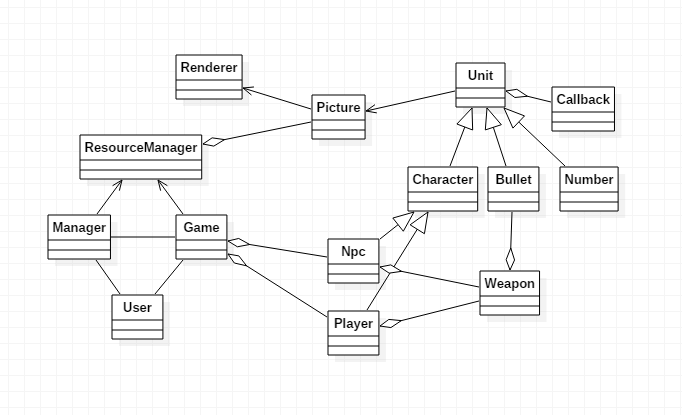 Renderer
Unit
Picture
Callback
ResourceManager
Character
Bullet
Number
Manager
Game
Npc
Weapon
User
Player